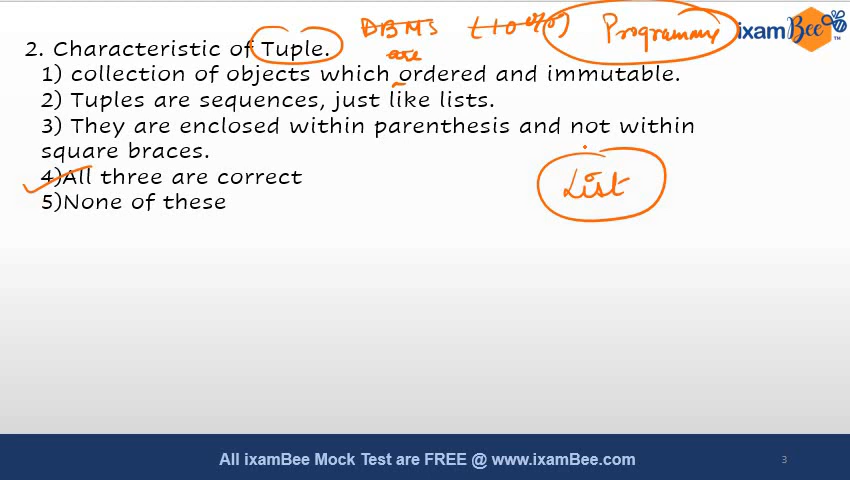 DBMS (10%) Programming
ixamBee
are
2. Characteristic of Tuple.
1) collection of objects which ordered and immutable.
2) Tuples are sequences, just like lists.
3) They are enclosed within parenthesis and not within
square braces.
4)All three are correct
5)None of these
List
All ixamBee Mock Test are FREE @ www.ixamBee.com
3